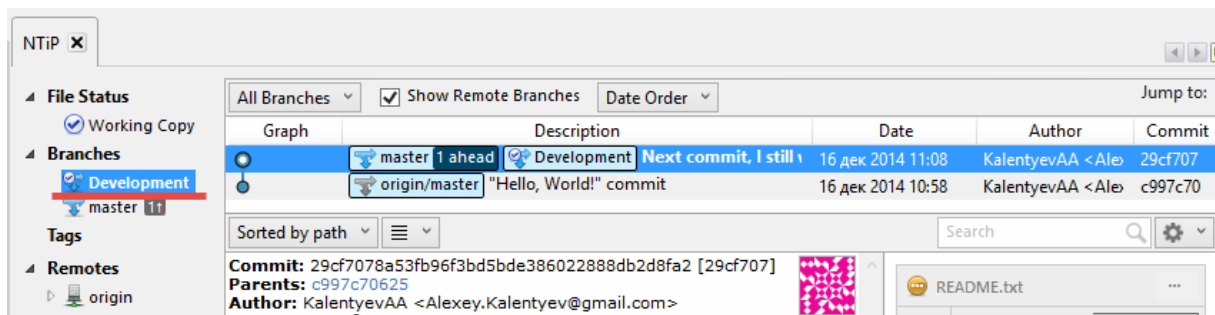 NTiP
File Status
Working Copy
Branches
Development
master 1↑
Tags
Remotes
origin
All Branches Show Remote Branches Date Order Jump to:
Graph Description Date Author Commit
master 1 ahead Development Next commit, I still 16 дек 2014 11:08 KalentyevAA <Ale 29cf707
origin/master "Hello, World!" commit 16 дек 2014 10:58 KalentyevAA <Ale c997c70
Sorted by path Search
Commit: 29cf7078a53fb96f3bd5bde386022888db2d8fa2 [29cf707]
Parents: c997c70625
Author: KalentyevAA <Alexey.Kalentyev@gmail.com>
README.txt ...